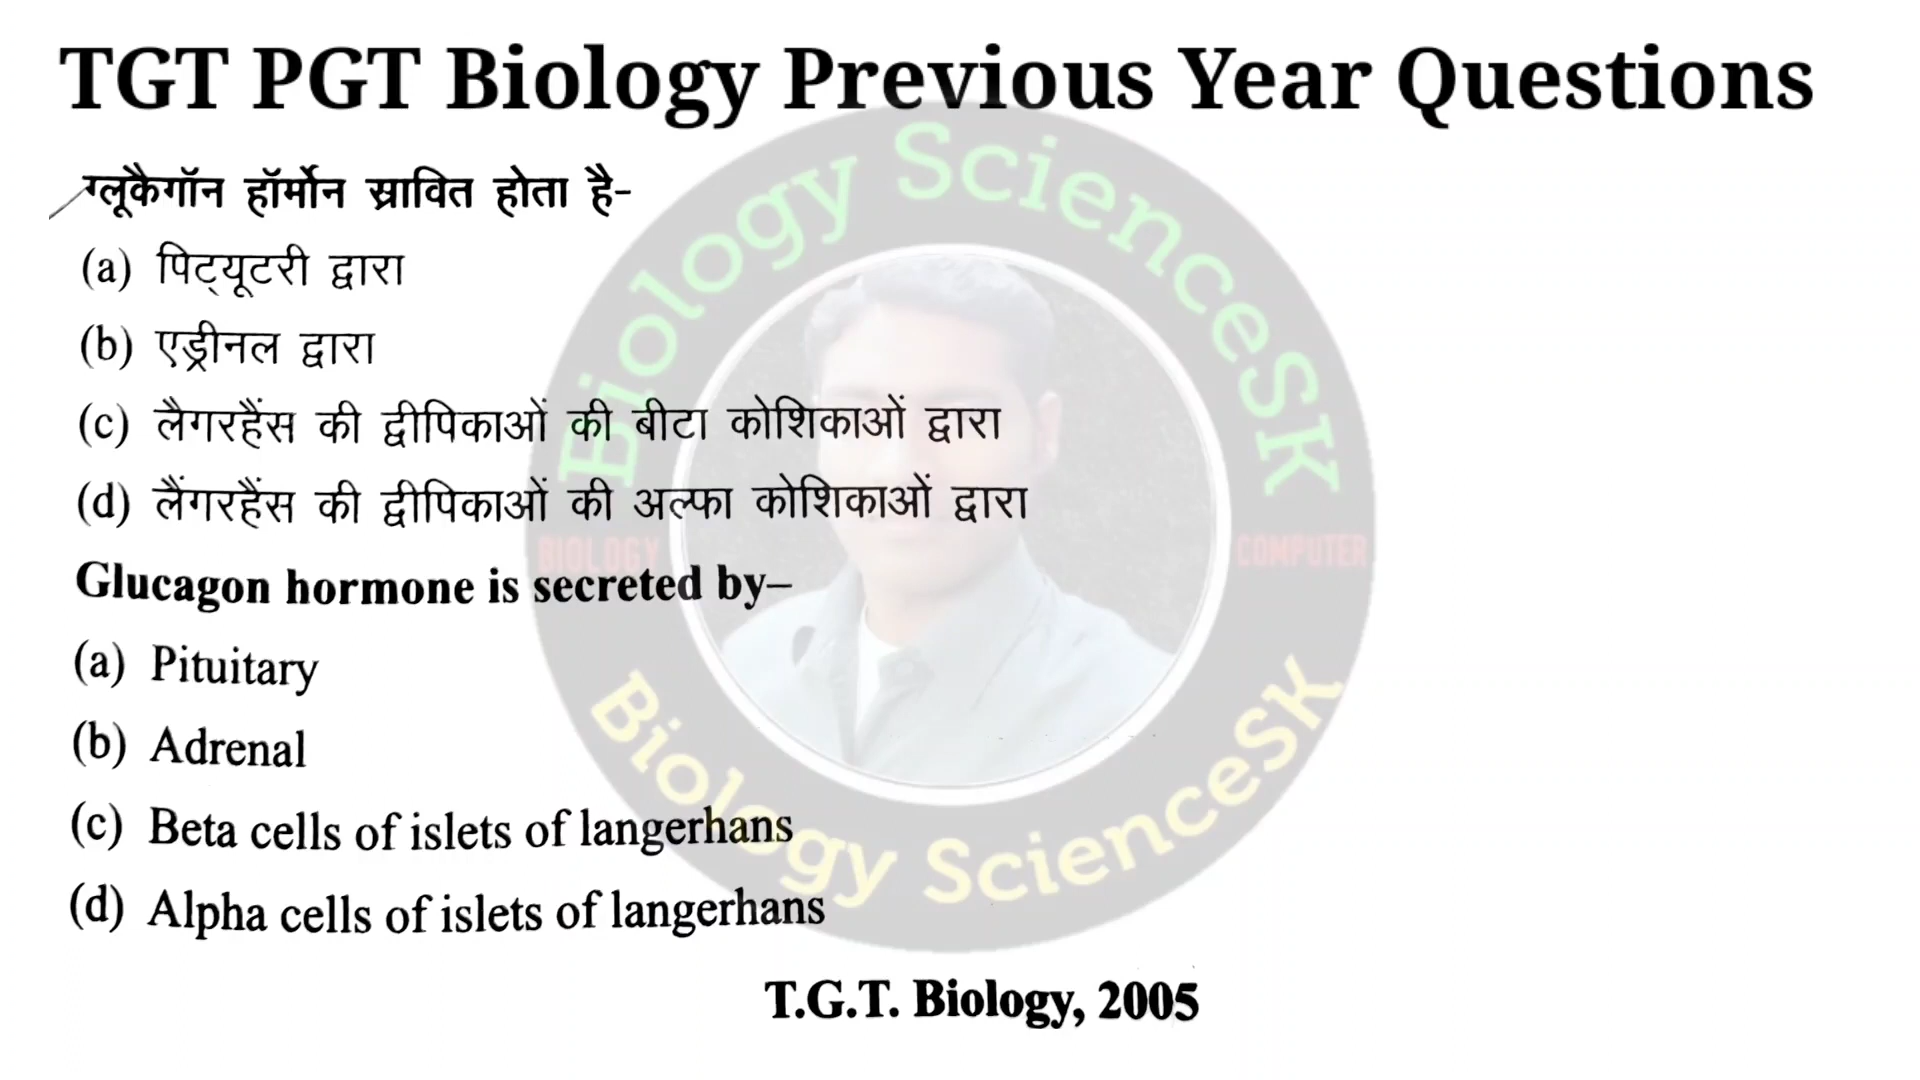 TGT PGT Biology Previous Year Questions
ग्लूकैगॉन हॉर्मोन स्रावित होता है-
(a) पिट्यूटरी द्वारा
(b) एड्रीनल द्वारा
(c) लैगरहैंस की द्वीपिकाओं की बीटा कोशिकाओं द्वारा
(d) लैंगरहैंस की द्वीपिकाओं की अल्फा कोशिकाओं द्वारा
Glucagon hormone is secreted by–
(a) Pituitary
(b) Adrenal
(c) Beta cells of islets of langerhans
(d) Alpha cells of islets of langerhans
T.G.T. Biology, 2005
Biology ScienceSK
BIOLOGY
COMPUTER
Biology ScienceSK